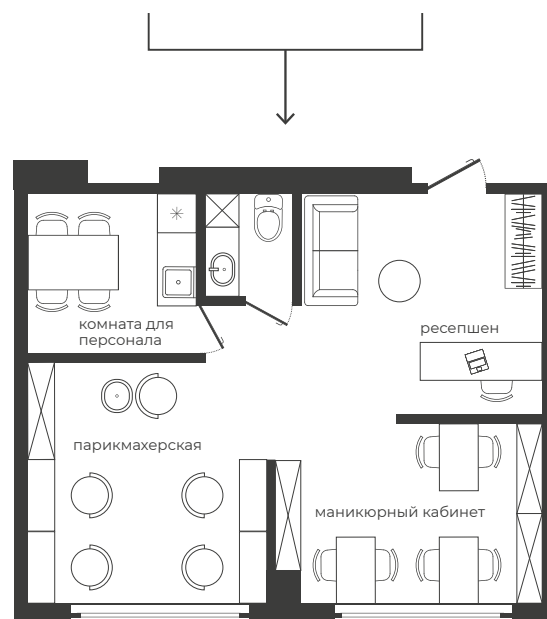 комната для
персонала
ресепшен
парикмахерская
маникюрный кабинет